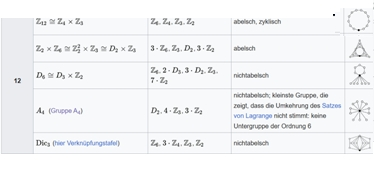 ℤ₁₂ ≅ ℤ₄ × ℤ₃ ℤ₆, ℤ₄, ℤ₃, ℤ₂ abelsch, zyklisch
ℤ₂ × ℤ₆ ≅ ℤ₂² × ℤ₃ ≅ D₂ × ℤ₃ 3 · ℤ₆, ℤ₃, D₂, 3 · ℤ₂ abelsch
D₆ ≅ D₃ × ℤ₂ ℤ₆, 2 · D₃, 3 · D₂, ℤ₃,
7 · ℤ₂ nichtabelsch
12
A₄ (Gruppe A₄) D₂, 4 · ℤ₃, 3 · ℤ₂ nichtabelsch; kleinste Gruppe, die
zeigt, dass die Umkehrung des Satzes
von Lagrange nicht stimmt: keine
Untergruppe der Ordnung 6
Dic₃ (hier Verknüpfungstafel) ℤ₆, 3 · ℤ₄, ℤ₃, ℤ₂ nichtabelsch